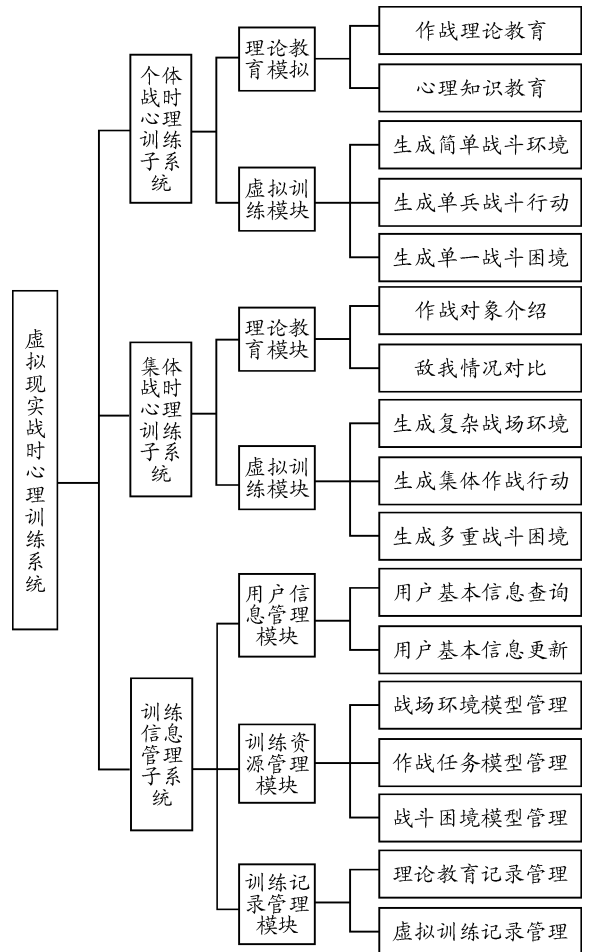 虚拟现实战时心理训练系统
个体
战时
心理
训练
子系
统
理论教
育模拟
作战理论教育
心理知识教育
虚拟训
练模块
生成简单战斗环境
生成单兵战斗行动
生成单一战斗困境
集体
战时
心理
训练
子系
统
理论教
育模块
作战对象介绍
敌我情况对比
虚拟训
练模块
生成复杂战场环境
生成集体作战行动
生成多重战斗困境
训练
信息
管理
子系
统
用户信
息管理
模块
用户基本信息查询
用户基本信息更新
训练资
源管理
模块
战场环境模型管理
作战任务模型管理
战斗困境模型管理
训练记
录管理
模块
理论教育记录管理
虚拟训练记录管理